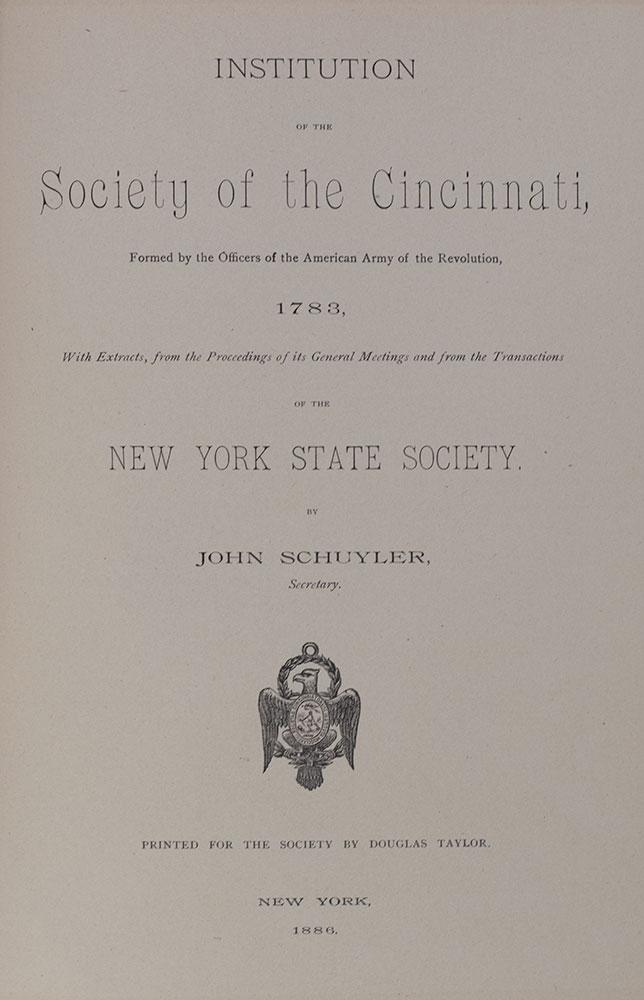 INSTITUTION
OF THE
Society of the Cincinnati,
Formed by the Officers of the American Army of the Revolution,
1783,
With Extracts, from the Proceedings of its General Meetings and from the Transactions
OF THE
NEW YORK STATE SOCIETY.
BY
JOHN SCHUYLER,
Secretary.
PRINTED FOR THE SOCIETY BY DOUGLAS TAYLOR.
NEW YORK,
1886.